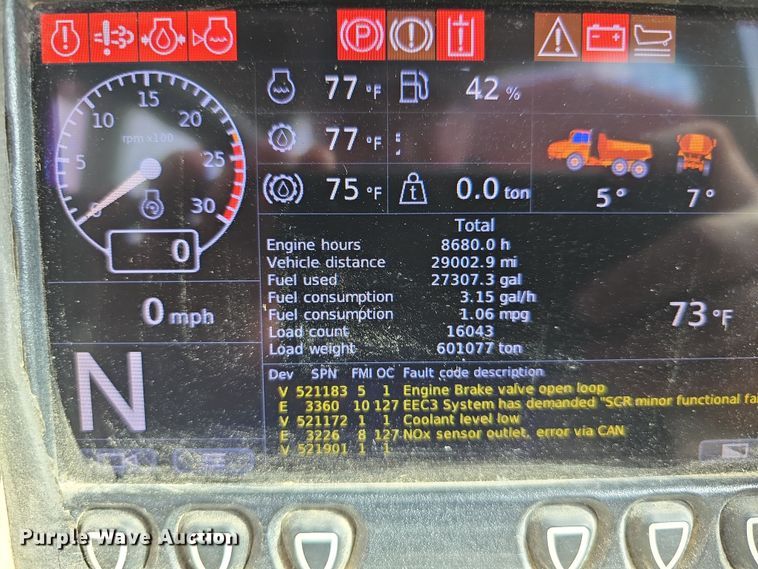 P
77 °F
42 %
15
10
20
rpm x100
77 °F
5
25
0
30
75 °F
t
0.0 ton
5°
7°
0
Total
Engine hours 8680.0 h
Vehicle distance 29002.9 mi
Fuel used 27307.3 gal
Fuel consumption 3.15 gal/h
Fuel consumption 1.06 mpg
Load count 16043
Load weight 601077 ton
0 mph
73 °F
N
Dev SPN FMI OC Fault code description
V 521183 5 1 Engine Brake valve open loop
E 3360 10 127 EEC3 System has demanded "SCR minor functional fa
V 521172 1 1 Coolant level low
E 3226 8 127 NOx sensor outlet, error via CAN
V 521901 1 1
Purple Wave Auction